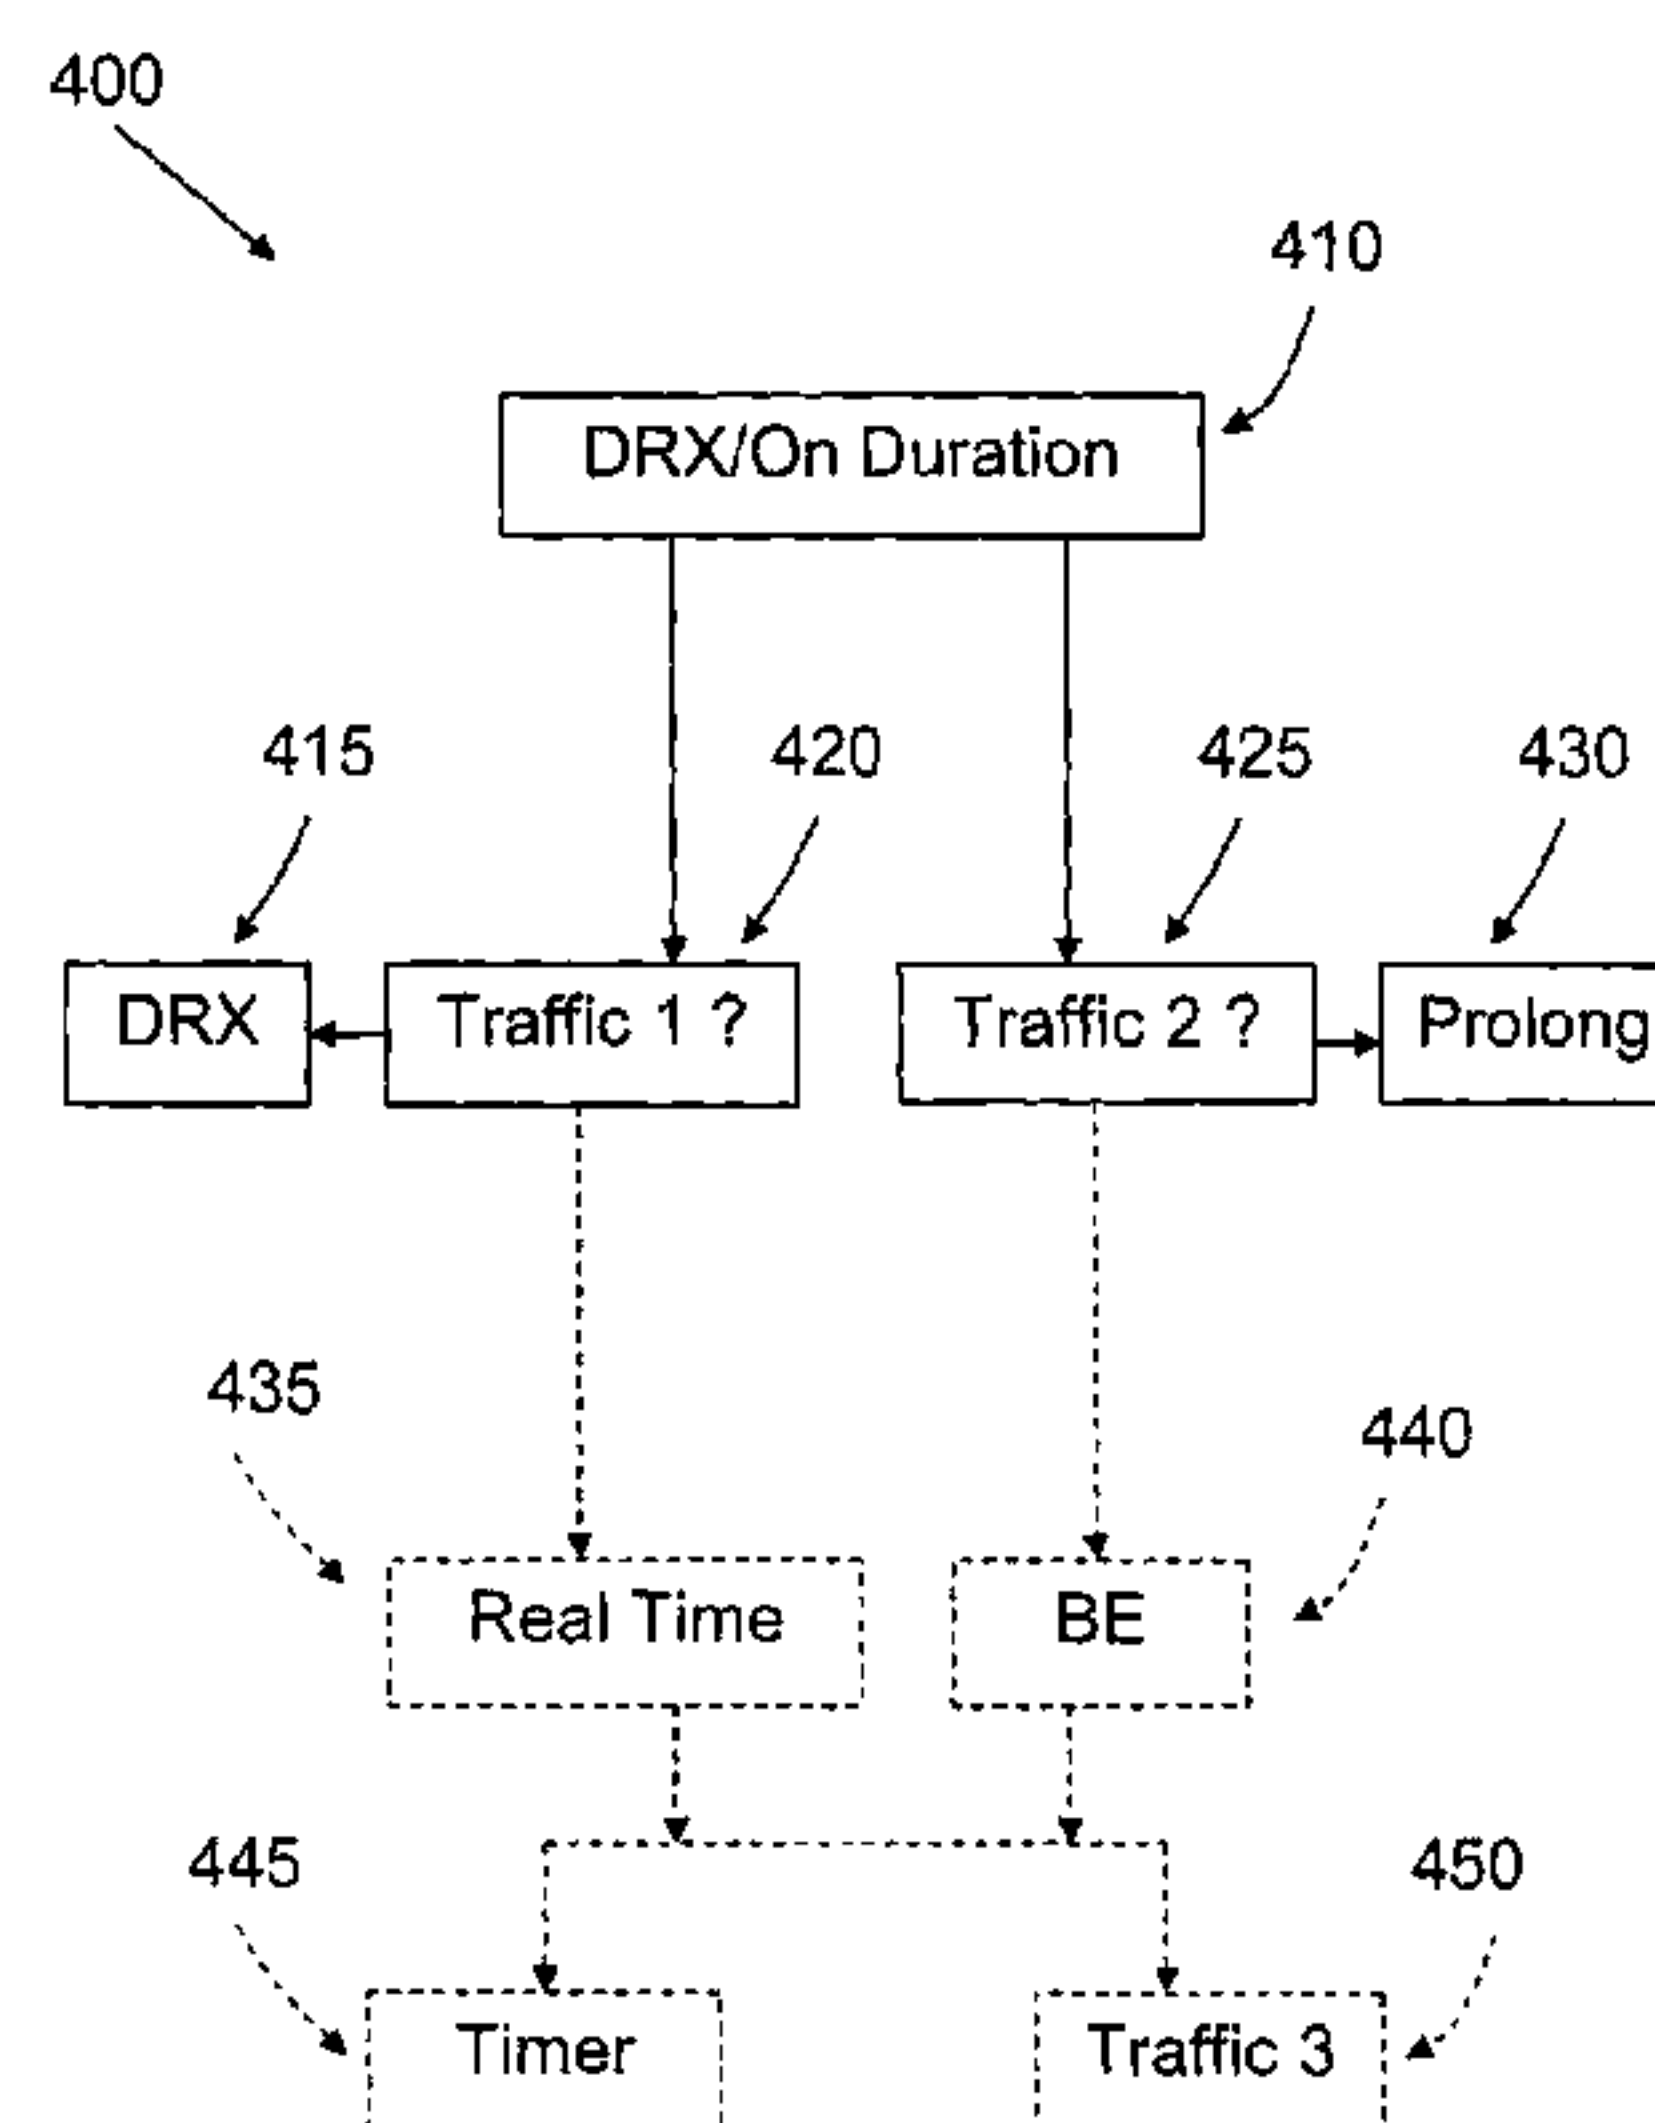 400
410
DRX/On Duration
415
420
425
430
DRX
Traffic 1 ?
Traffic 2 ?
Prolong
435
440
Real Time
BE
445
450
Timer
Traffic 3